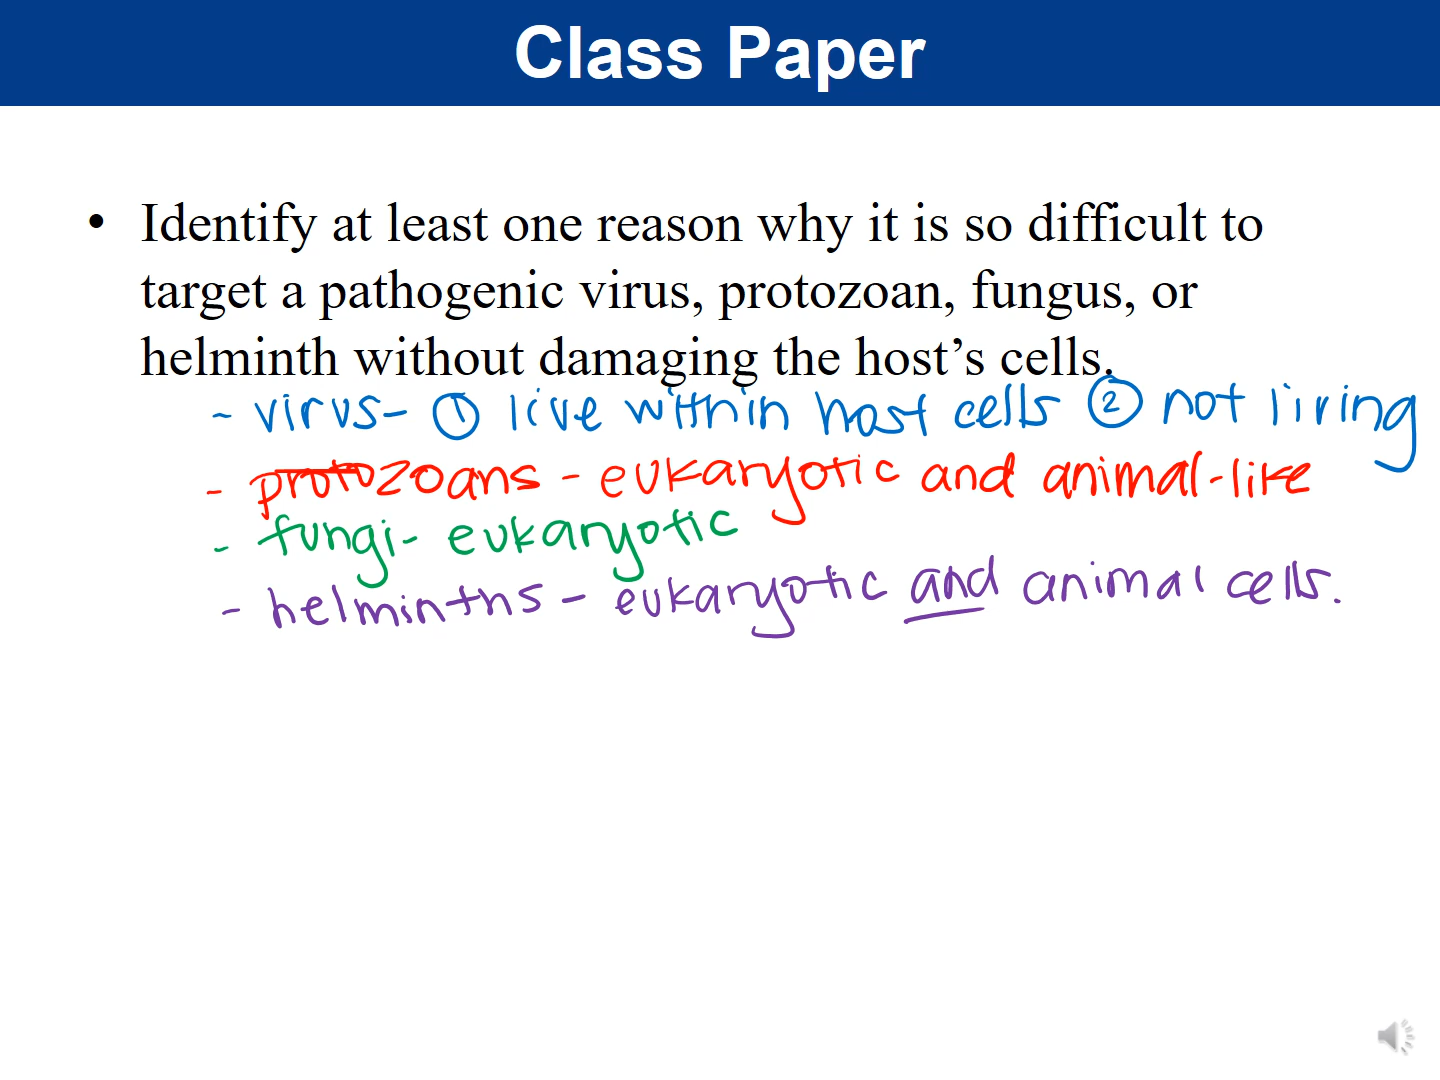 Class Paper
• Identify at least one reason why it is so difficult to
target a pathogenic virus, protozoan, fungus, or
helminth without damaging the host’s cells.
- virus- ① live within host cells ② not living
- protozoans - eukaryotic and animal-like
- fungi- eukaryotic
- helminths - eukaryotic and animal cells.